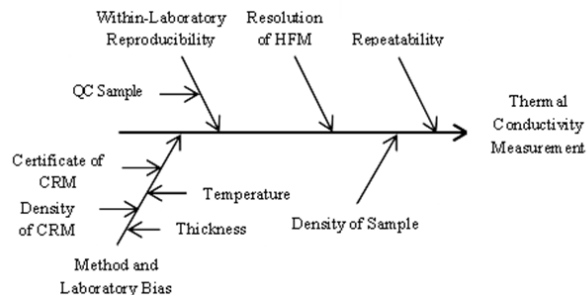 Within-Laboratory
Reproducibility
Resolution
of HFM
Repeatability
QC Sample
Thermal
Conductivity
Measurement
Certificate of
CRM
Temperature
Density
of CRM
Thickness
Density of Sample
Method and
Laboratory Bias